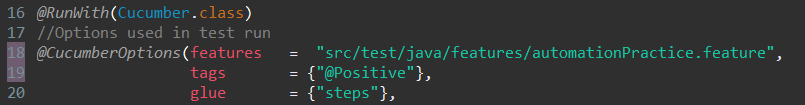 16 @RunWith(Cucumber.class)
17 //Options used in test run
18 @CucumberOptions(features   =  "src/test/java/features/automationPractice.feature",
19                  tags       = {"@Positive"},
20                  glue       = {"steps"},